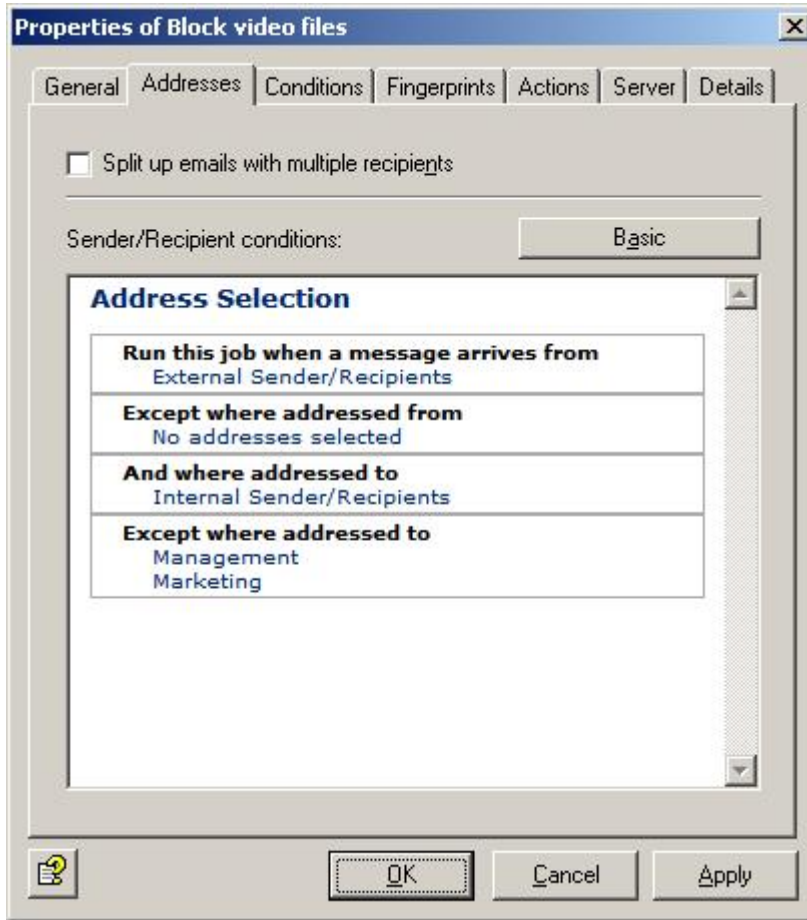 Properties of Block video files
General Addresses Conditions Fingerprints Actions Server Details
Split up emails with multiple recipients
Sender/Recipient conditions: Basic
Address Selection
Run this job when a message arrives from
External Sender/Recipients
Except where addressed from
No addresses selected
And where addressed to
Internal Sender/Recipients
Except where addressed to
Management
Marketing
OK Cancel Apply